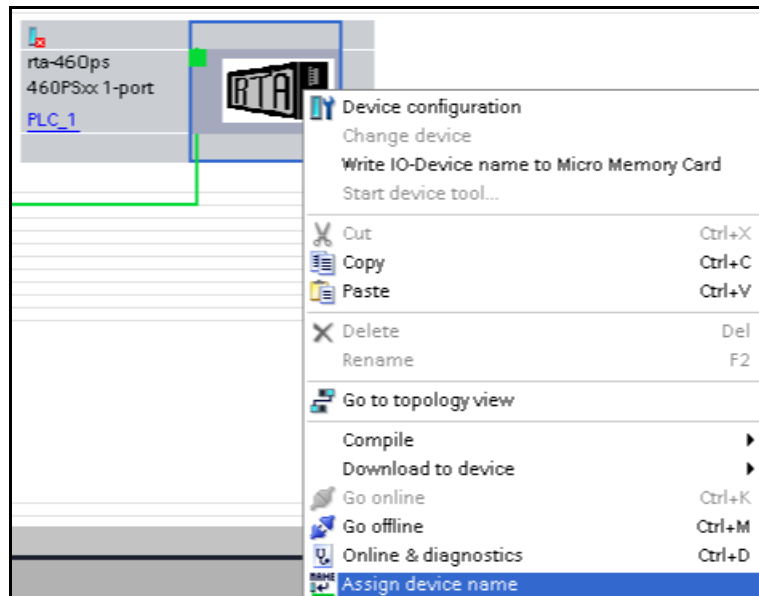 rta-460ps
460PSxx 1-port
PLC_1
RTA
Device configuration
Change device
Write IO-Device name to Micro Memory Card
Start device tool...
Cut Ctrl+X
Copy Ctrl+C
Paste Ctrl+V
Delete Del
Rename F2
Go to topology view
Compile
Download to device
Go online Ctrl+K
Go offline Ctrl+M
Online & diagnostics Ctrl+D
NAME
Assign device name